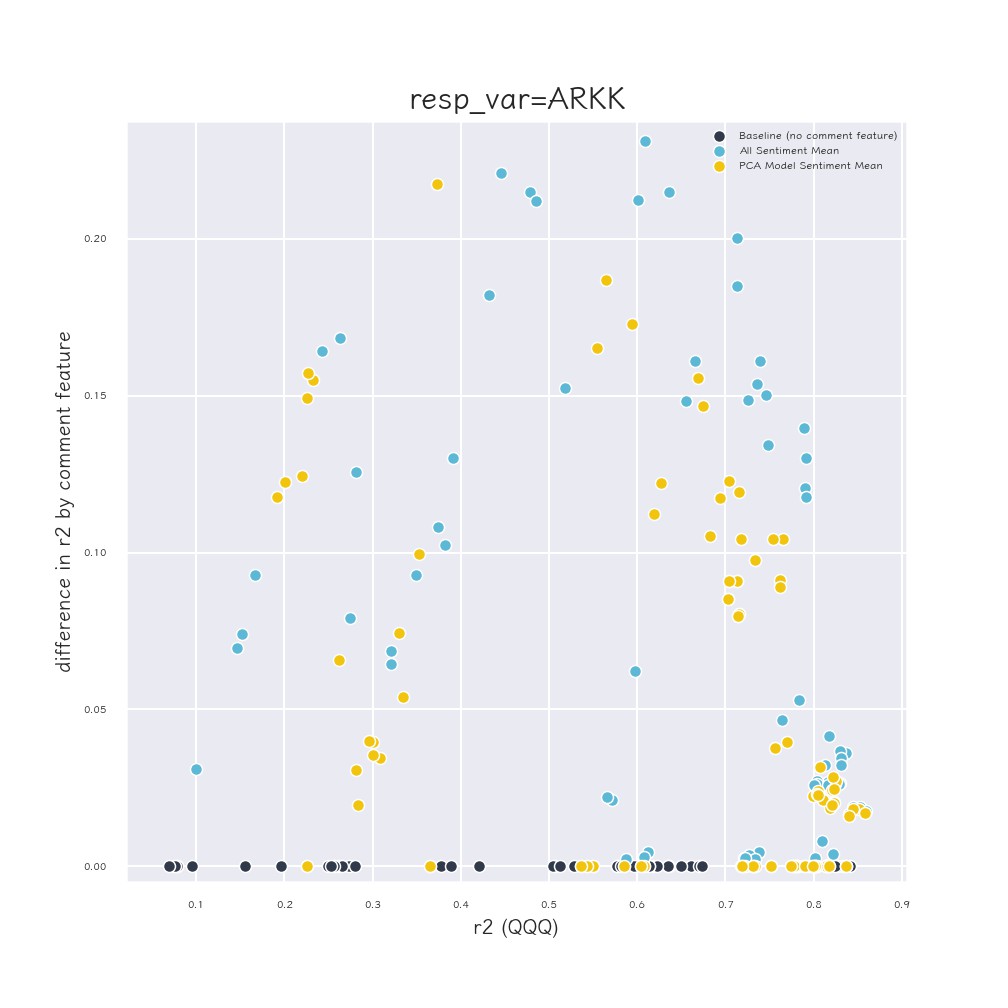 resp_var=ARKK
Baseline (no comment feature)
All Sentiment Mean
PCA Model Sentiment Mean
difference in r2 by comment feature
0.20
0.15
0.10
0.05
0.00
0.1 0.2 0.3 0.4 0.5 0.6 0.7 0.8 0.9
r2 (QQQ)